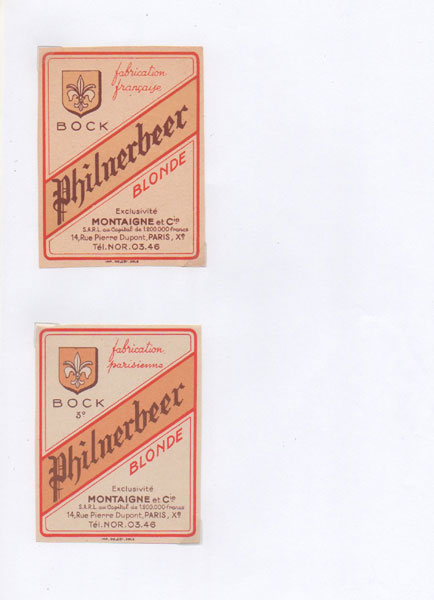 fabrication
française
BOCK
Philnerbeer
BLONDE
Exclusivité
MONTAIGNE et Cie
S.A.R.L. au Capital de 1.800.000 francs
14, Rue Pierre Dupont, PARIS, Xe
Tél. NOR. 03.46
fabrication
parisienne
BOCK
3°
Philnerbeer
BLONDE
Exclusivité
MONTAIGNE et Cie
S.A.R.L. au Capital de 1.800.000 francs
14, Rue Pierre Dupont, PARIS, Xe
Tél. NOR. 03.46